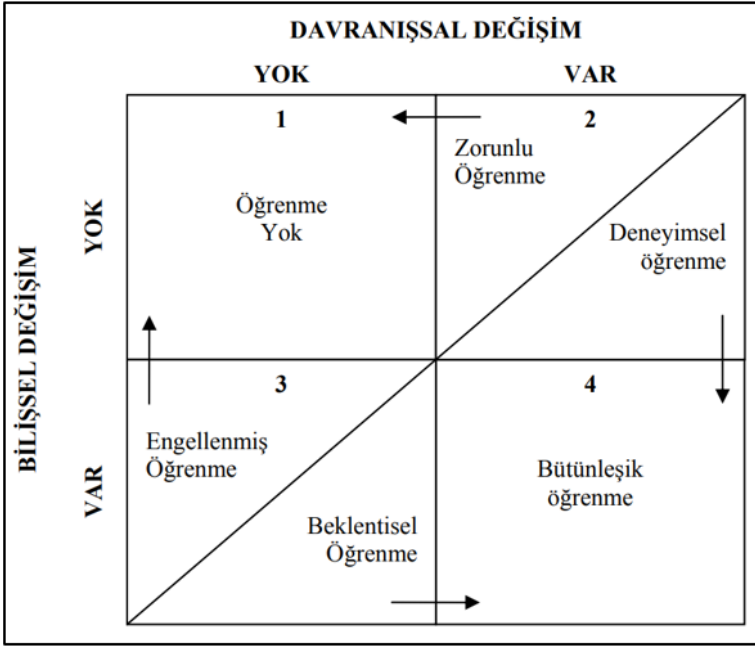 DAVRANIŞSAL DEĞİŞİM
YOK
VAR
BİLİŞSEL DEĞİŞİM
YOK
VAR
1
Öğrenme
Yok
2
Zorunlu
Öğrenme
Deneyimsel
öğrenme
3
Engellenmiş
Öğrenme
Beklentisel
Öğrenme
4
Bütünleşik
öğrenme